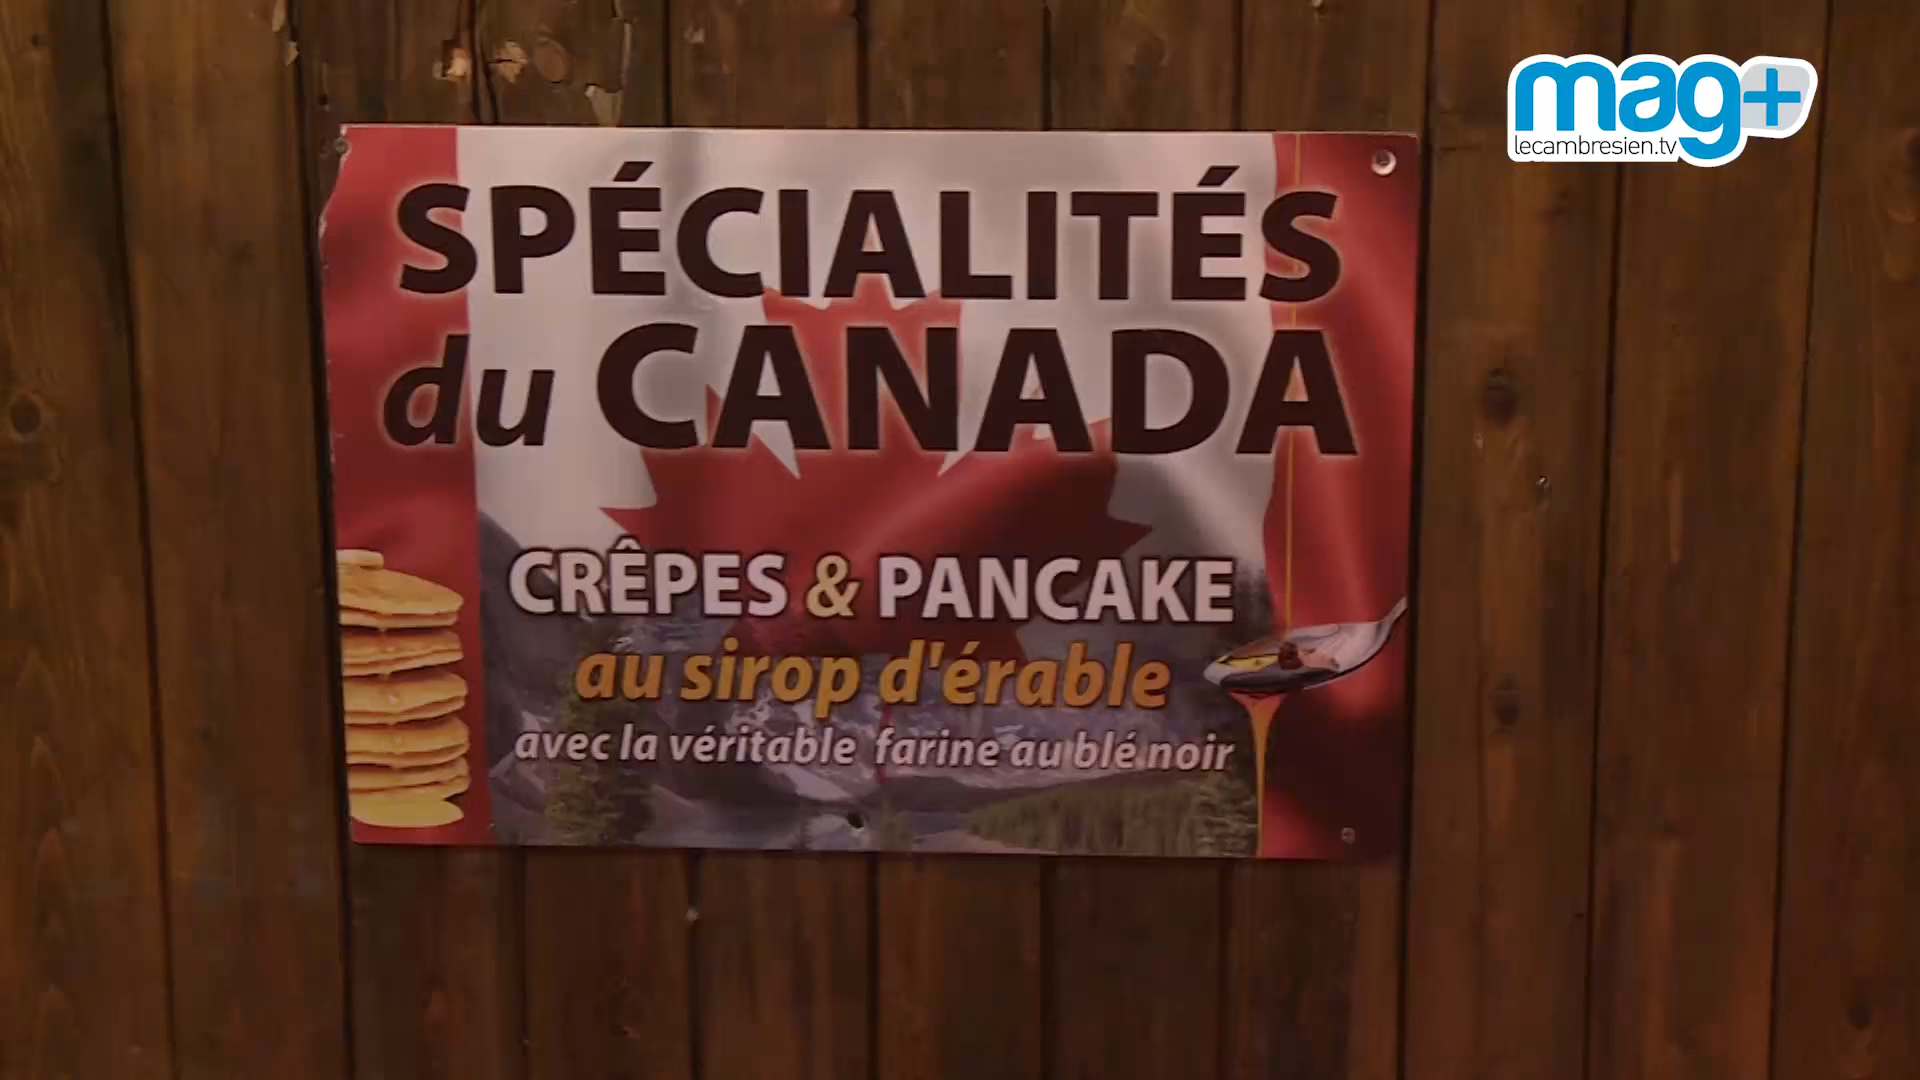 mag+
lecambresien.tv
SPÉCIALITÉS
du CANADA
CRÊPES & PANCAKE
au sirop d'érable
avec la véritable farine au blé noir